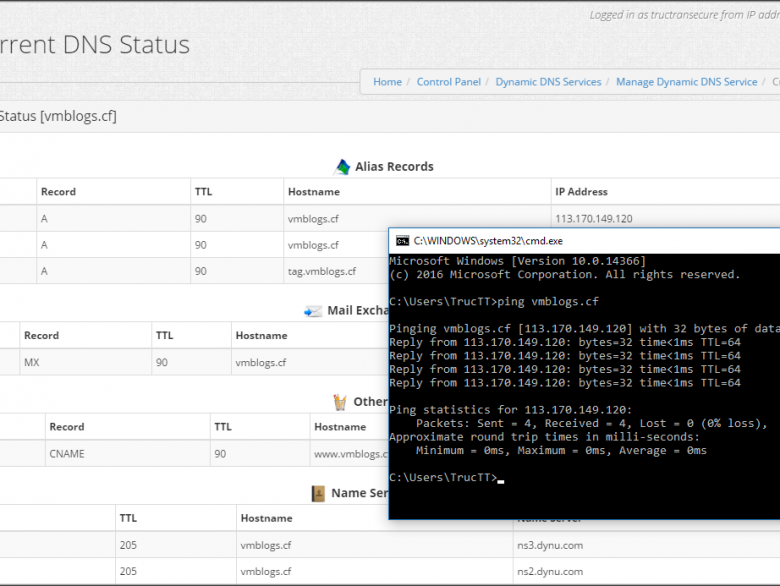 Logged in as tructransecure from IP addr
rrent DNS Status
Home / Control Panel / Dynamic DNS Services / Manage Dynamic DNS Service / C
Status [vmblogs.cf]
Alias Records
Record TTL Hostname IP Address
A 90 vmblogs.cf 113.170.149.120
A 90 vmblogs.cf
A 90 tag.vmblogs.cf
Mail Excha
Record TTL Hostname
MX 90 vmblogs.cf
Other
Record TTL Hostname
CNAME 90 www.vmblogs.c
Name Ser
TTL Hostname Name Server
205 vmblogs.cf ns3.dynu.com
205 vmblogs.cf ns2.dynu.com
C:\WINDOWS\system32\cmd.exe
Microsoft Windows [Version 10.0.14366]
(c) 2016 Microsoft Corporation. All rights reserved.
C:\Users\TrucTT>ping vmblogs.cf
Pinging vmblogs.cf [113.170.149.120] with 32 bytes of data
Reply from 113.170.149.120: bytes=32 time<1ms TTL=64
Reply from 113.170.149.120: bytes=32 time<1ms TTL=64
Reply from 113.170.149.120: bytes=32 time<1ms TTL=64
Reply from 113.170.149.120: bytes=32 time<1ms TTL=64
Ping statistics for 113.170.149.120:
Packets: Sent = 4, Received = 4, Lost = 0 (0% loss),
Approximate round trip times in milli-seconds:
Minimum = 0ms, Maximum = 0ms, Average = 0ms
C:\Users\TrucTT>